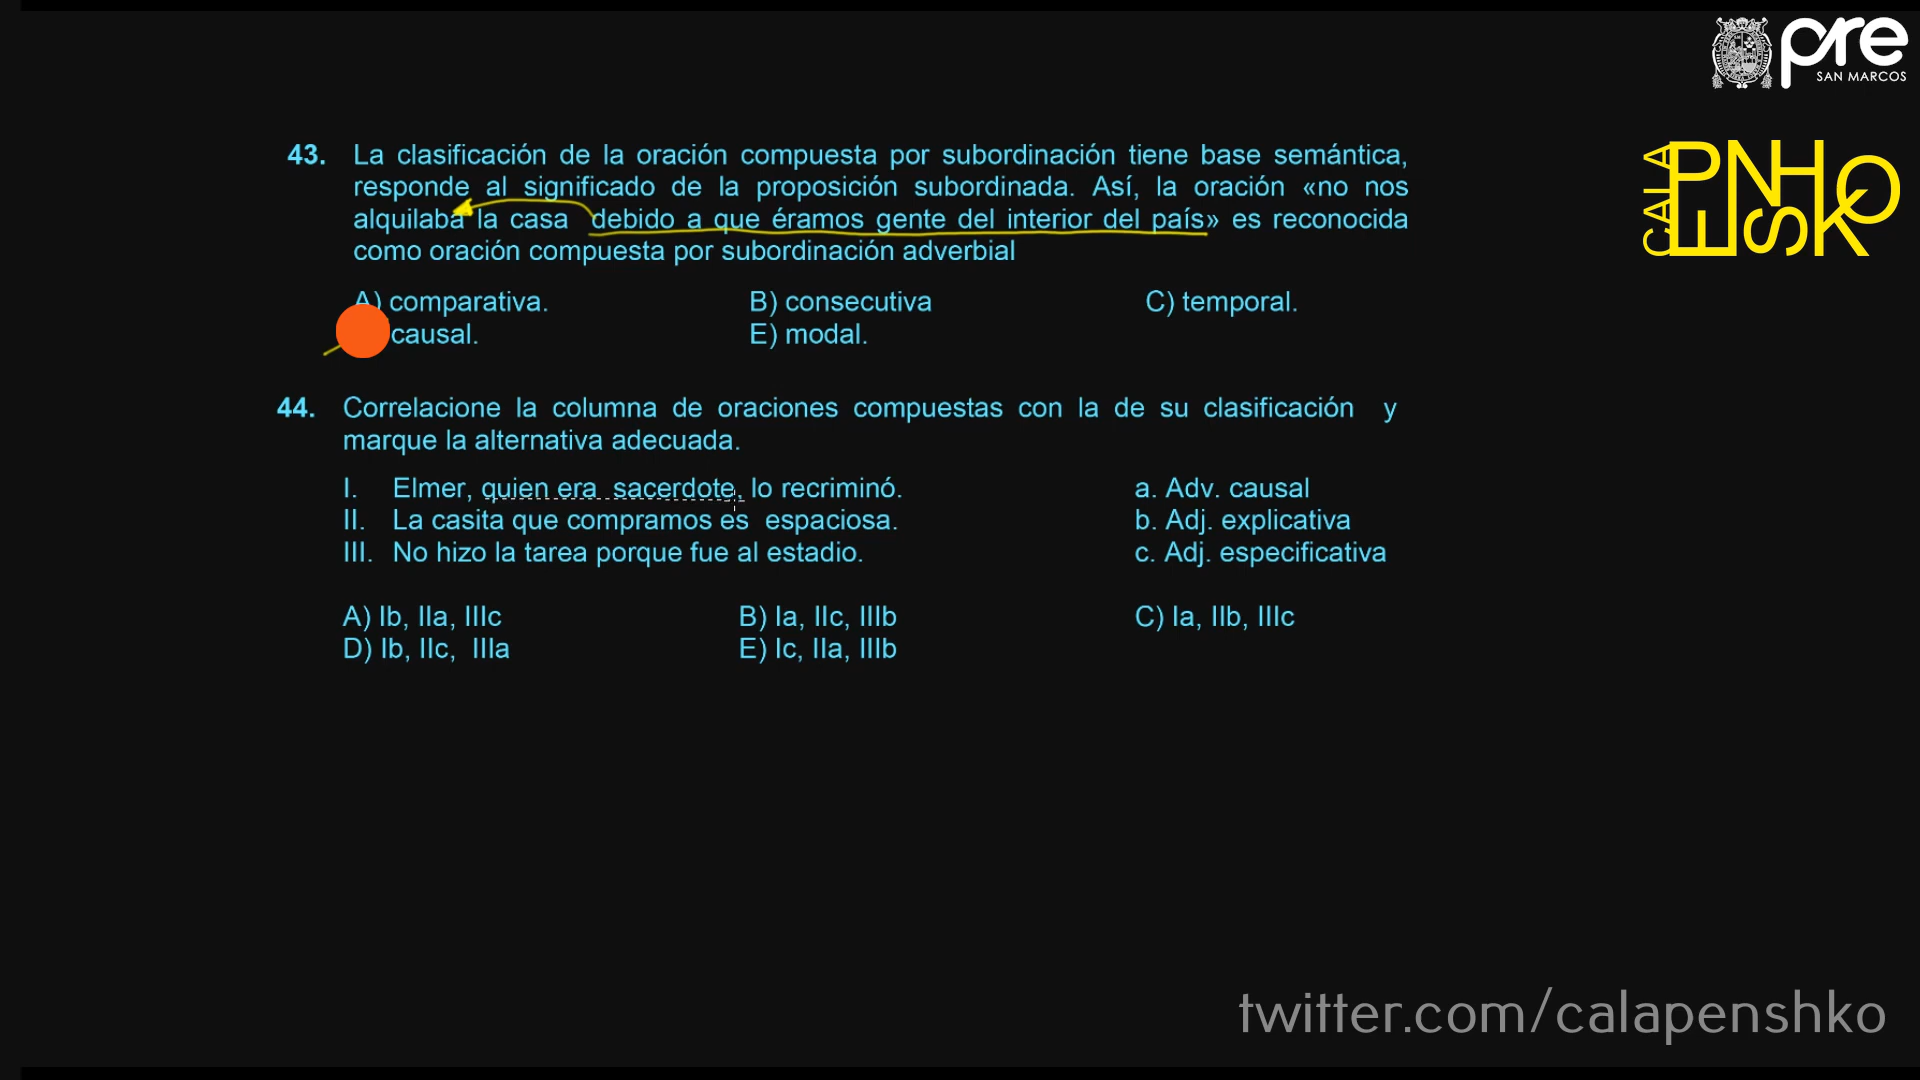 pre
SAN MARCOS
CALA
PENSHKO
43. La clasificación de la oración compuesta por subordinación tiene base semántica,
responde al significado de la proposición subordinada. Así, la oración «no nos
alquilaba la casa debido a que éramos gente del interior del país» es reconocida
como oración compuesta por subordinación adverbial
A) comparativa. B) consecutiva C) temporal.
causal. E) modal.
44. Correlacione la columna de oraciones compuestas con la de su clasificación y
marque la alternativa adecuada.
I. Elmer, quien era sacerdote, lo recriminó. a. Adv. causal
II. La casita que compramos es espaciosa. b. Adj. explicativa
III. No hizo la tarea porque fue al estadio. c. Adj. especificativa
A) Ib, IIa, IIIc B) Ia, IIc, IIIb C) Ia, IIb, IIIc
D) Ib, IIc, IIIa E) Ic, IIa, IIIb
twitter.com/calapenshko